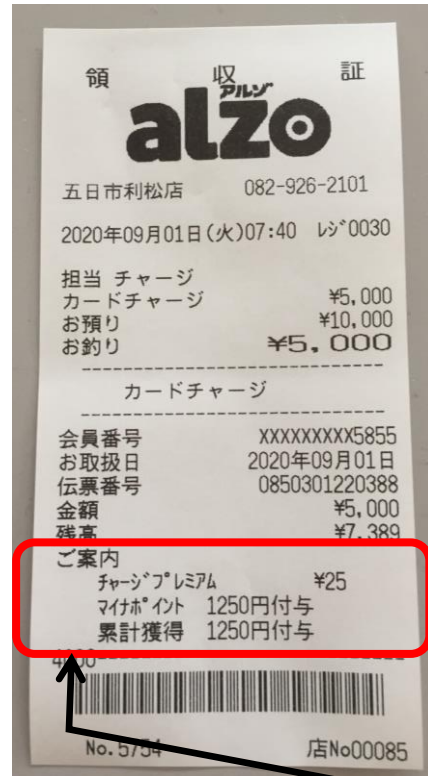 領 収 証
アルゾ
alzo
五日市利松店 082-926-2101
2020年09月01日(火)07:40 レジ0030
担当 チャージ
カードチャージ ¥5,000
お預り ¥10,000
お釣り ¥5,000
カードチャージ
会員番号 XXXXXXXXX5855
お取扱日 2020年09月01日
伝票番号 0850301220388
金額 ¥5,000
残高 ¥7,389
ご案内
チャージプレミアム ¥25
マイナポイント 1250円付与
累計獲得 1250円付与
No.5754 店No00085